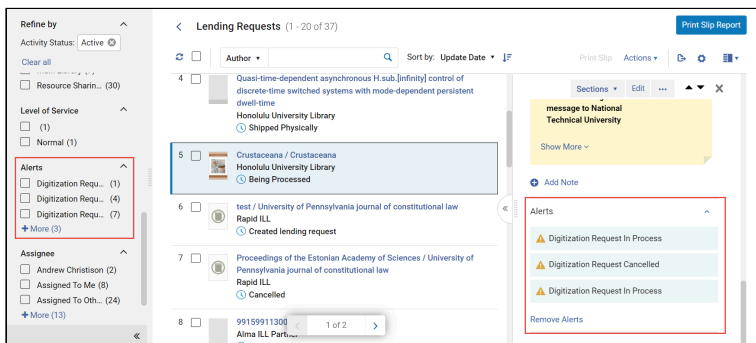 Refine by
Activity Status: Active
Clear all
Resource Sharin... (30)
Level of Service
(1)
Normal (1)
Alerts
Digitization Requ... (1)
Digitization Requ... (4)
Digitization Requ... (7)
+ More (3)
Assignee
Andrew Christison (2)
Assigned To Me (8)
Assigned To Oth... (24)
+ More (13)
Lending Requests (1 - 20 of 37)
Print Slip Report
Author
Sort by: Update Date
Print Slip
Actions
4
Quasi-time-dependent asynchronous H.sub.[infinity] control of
discrete-time switched systems with mode-dependent persistent
dwell-time
Honolulu University Library
Shipped Physically
5
Crustaceana / Crustaceana
Honolulu University Library
Being Processed
6
test / University of Pennsylvania journal of constitutional law
Rapid ILL
Created lending request
7
Proceedings of the Estonian Academy of Sciences / University of
Pennsylvania journal of constitutional law
Rapid ILL
Cancelled
8
99159911300
Alma ILL Partner
1 of 2
Sections
Edit
message to National
Technical University
Show More
Add Note
Alerts
Digitization Request In Process
Digitization Request Cancelled
Digitization Request In Process
Remove Alerts